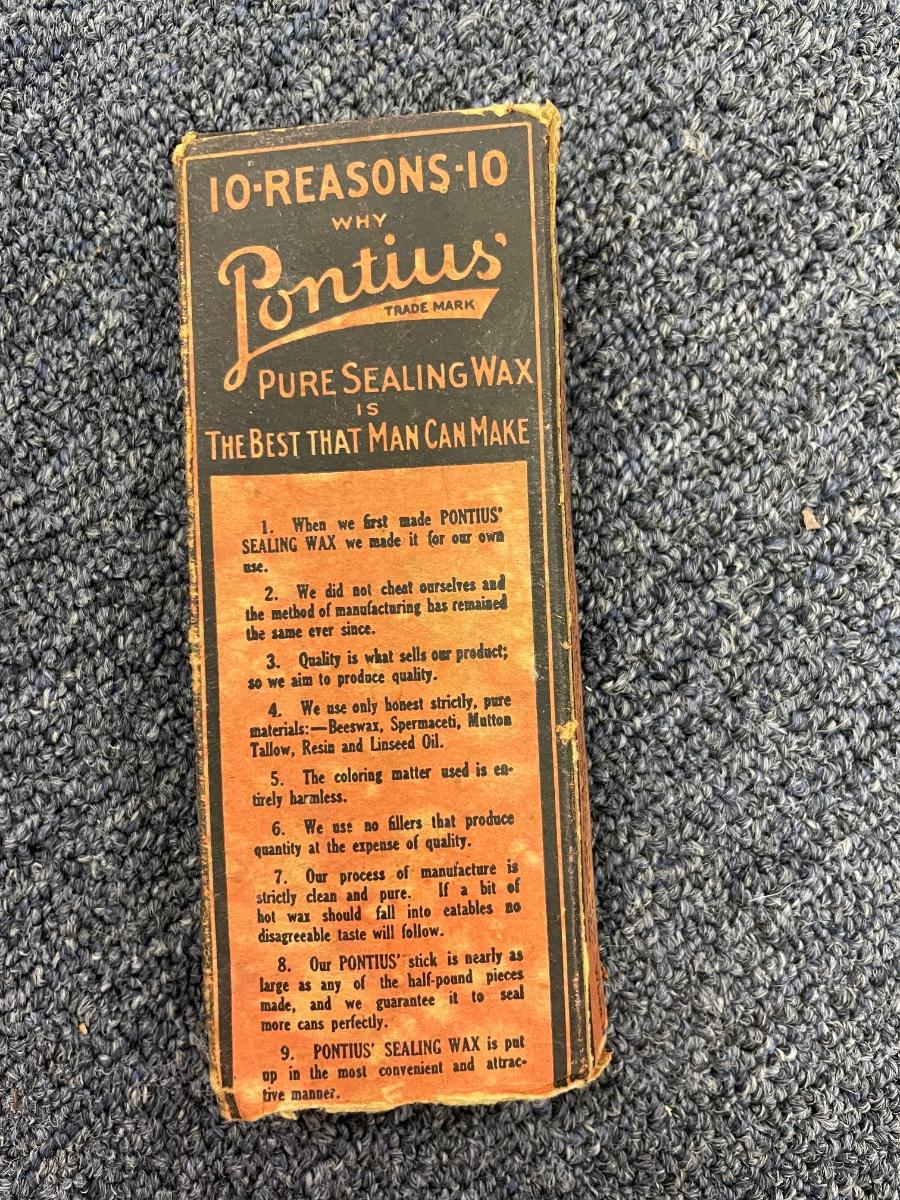 10-REASONS-10
WHY
Pontius'
TRADE MARK
PURE SEALING WAX
IS
THE BEST THAT MAN CAN MAKE
1. When we first made PONTIUS'
SEALING WAX we made it for our own
use.
2. We did not cheat ourselves and
the method of manufacturing has remained
the same ever since.
3. Quality is what sells our product;
so we aim to produce quality.
4. We use only honest strictly, pure
materials:—Beeswax, Spermaceti, Mutton
Tallow, Resin and Linseed Oil.
5. The coloring matter used is en-
tirely harmless.
6. We use no fillers that produce
quantity at the expense of quality.
7. Our process of manufacture is
strictly clean and pure. If a bit of
hot wax should fall into eatables no
disagreeable taste will follow.
8. Our PONTIUS' stick is nearly as
large as any of the half-pound pieces
made, and we guarantee it to seal
more cans perfectly.
9. PONTIUS' SEALING WAX is put
up in the most convenient and attrac-
tive manner.